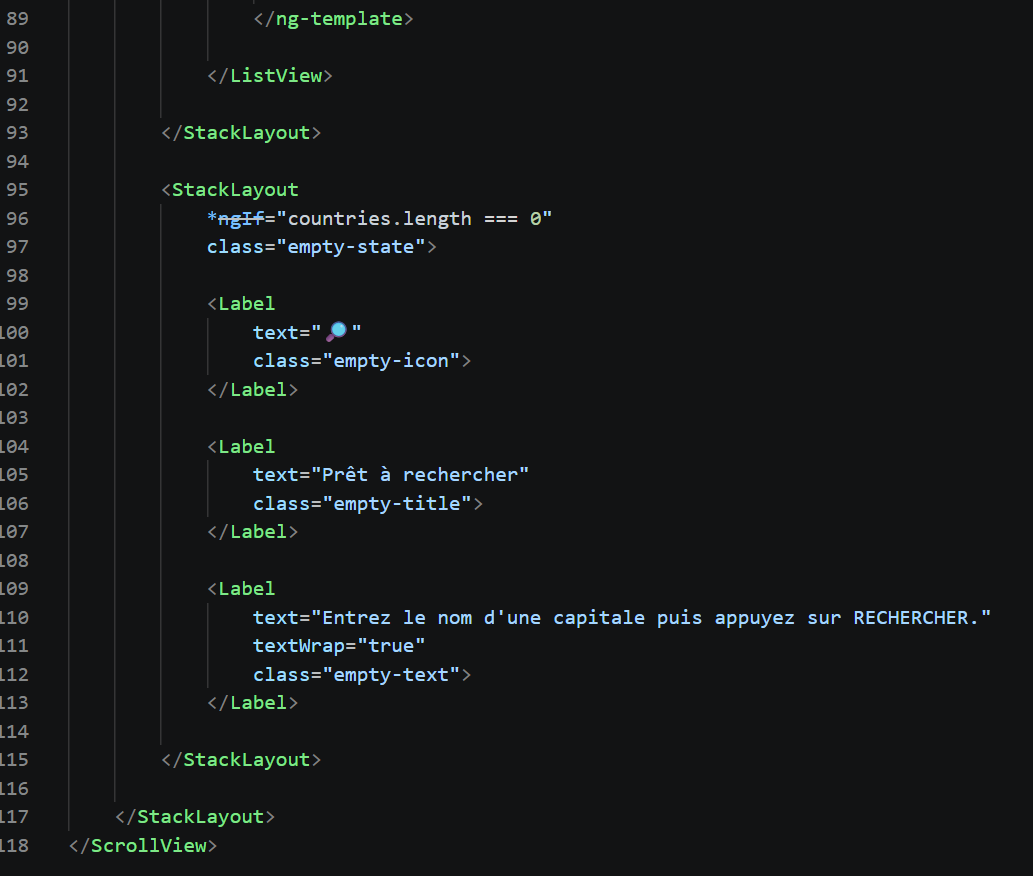 89 </ng-template>
90
91 </ListView>
92
93 </StackLayout>
94
95 <StackLayout
96 *ngIf="countries.length === 0"
97 class="empty-state">
98
99 <Label
100 text="🔎"
101 class="empty-icon">
102 </Label>
103
104 <Label
105 text="Prêt à rechercher"
106 class="empty-title">
107 </Label>
108
109 <Label
110 text="Entrez le nom d'une capitale puis appuyez sur RECHERCHER."
111 textWrap="true"
112 class="empty-text">
113 </Label>
114
115 </StackLayout>
116
117 </StackLayout>
118 </ScrollView>